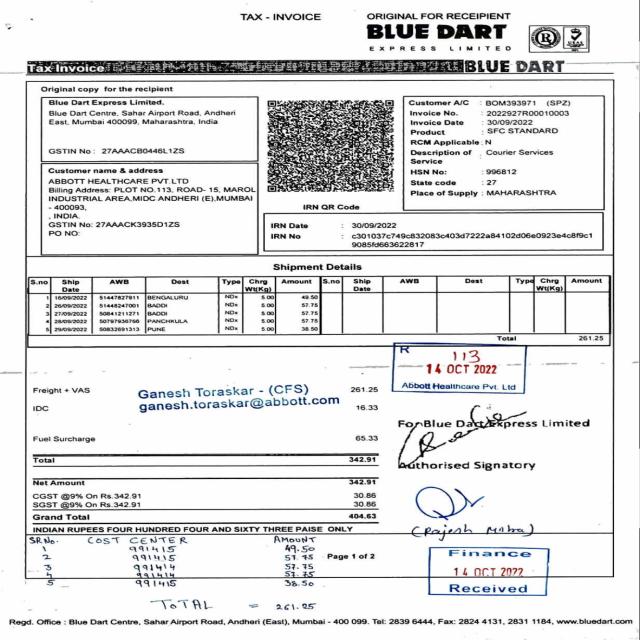 TAX - INVOICE
ORIGINAL FOR RECEIPIENT
BLUE DART
EXPRESS LIMITED
Tax Invoice
BLUE DART
Original copy for the recipient
Blue Dart Express Limited.
Blue Dart Centre, Sahar Airport Road, Andheri
East, Mumbai 400099, Maharashtra, India
GSTIN No : 27AAACB0446L1ZS
Customer name & address
ABBOTT HEALTHCARE PVT. LTD
Billing Address: PLOT NO.113, ROAD- 15, MAROL
INDUSTRIAL AREA,MIDC ANDHERI (E),MUMBAI
- 400093,
, INDIA.
GSTIN No: 27AAACK3935D1ZS
PO NO:
IRN QR Code
Customer A/C : BOM393971 (SPZ)
Invoice No. : 2022927R00010003
Invoice Date : 30/09/2022
Product : SFC STANDARD
RCM Applicable : N
Description of : Courier Services
Service
HSN No: : 996812
State code : 27
Place of Supply : MAHARASHTRA
IRN Date : 30/09/2022
IRN No : c301037c749c832083c403d7222a84102d06e0923e4c8f9c1
9085fd663622817
Shipment Details
S.no Ship Date AWB Dest Type Chrg Wt(Kg) Amount S.no Ship Date AWB Dest Type Chrg Wt(Kg) Amount
1 16/09/2022 51447827911 BENGALURU NDx 5.00 49.50
2 26/09/2022 51448247001 BADDI NDx 5.00 57.75
3 27/09/2022 50841211271 BADDI NDx 5.00 57.75
4 28/09/2022 50797936766 PANCHKULA NDx 5.00 57.75
5 29/09/2022 50832691313 PUNE NDx 5.00 38.50
Total 261.25
R 113
14 OCT 2022
Abbott Healthcare Pvt. Ltd
Freight + VAS 261.25
Ganesh Toraskar - (CFS)
ganesh.toraskar@abbott.com
IDC 16.33
Fuel Surcharge 65.33
Total 342.91
For Blue Dart Express Limited
Authorised Signatory
Net Amount 342.91
CGST @9% On Rs.342.91 30.86
SGST @9% On Rs.342.91 30.86
Grand Total 404.63
(Rajesh Mitra)
INDIAN RUPEES FOUR HUNDRED FOUR AND SIXTY THREE PAISE ONLY
SR No. COST CENTER AMOUNT
1 991415 49.50
2 991415 57.75
3 991414 57.75
4 991414 57.75
5 991415 38.50
Page 1 of 2
TOTAL = 261.25
Finance
14 OCT 2022
Received
Regd. Office : Blue Dart Centre, Sahar Airport Road, Andheri (East), Mumbai - 400 099. Tel: 2839 6444, Fax: 2824 4131, 2831 1184, www.bluedart.com